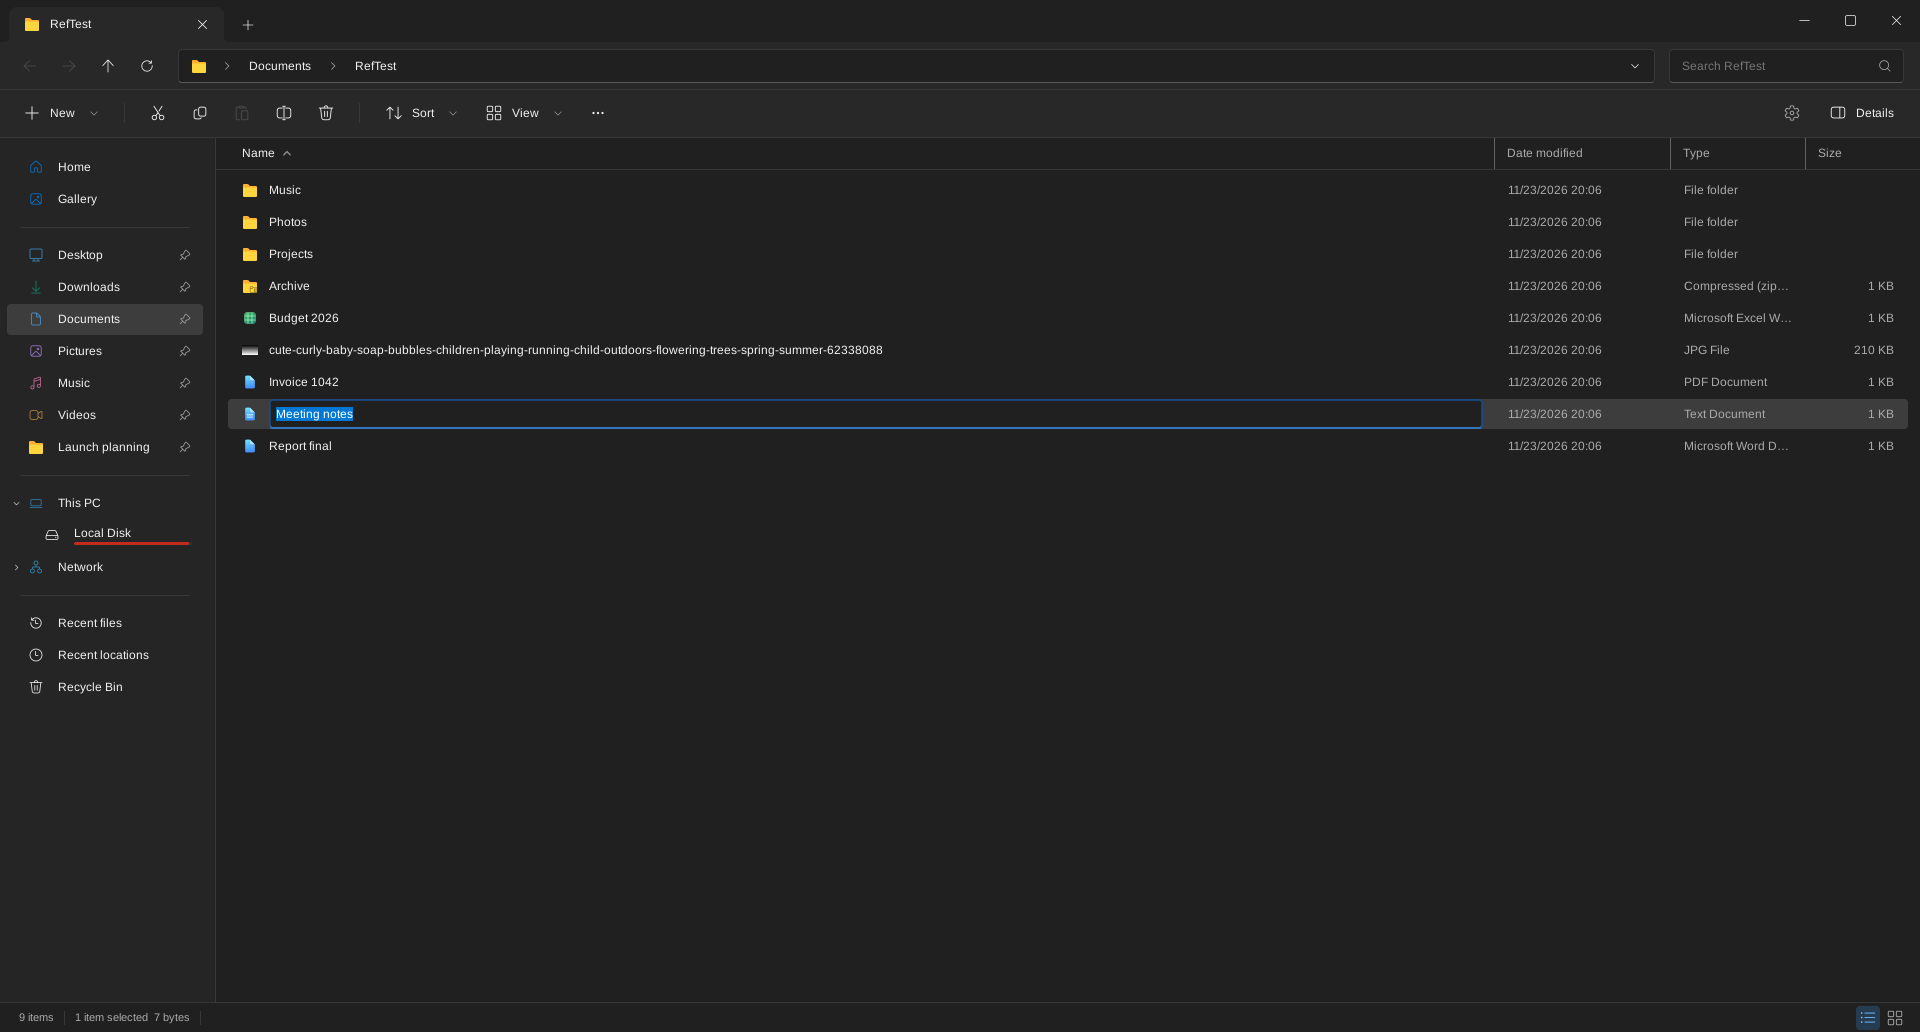 RefTest
Documents
RefTest
Search RefTest
New
Sort
View
Details
Home
Gallery
Desktop
Downloads
Documents
Pictures
Music
Videos
Launch planning
This PC
Local Disk
Network
Recent files
Recent locations
Recycle Bin
Name Date modified Type Size
Music 11/23/2026 20:06 File folder
Photos 11/23/2026 20:06 File folder
Projects 11/23/2026 20:06 File folder
Archive 11/23/2026 20:06 Compressed (zip... 1 KB
Budget 2026 11/23/2026 20:06 Microsoft Excel W... 1 KB
cute-curly-baby-soap-bubbles-children-playing-running-child-outdoors-flowering-trees-spring-summer-62338088 11/23/2026 20:06 JPG File 210 KB
Invoice 1042 11/23/2026 20:06 PDF Document 1 KB
Meeting notes 11/23/2026 20:06 Text Document 1 KB
Report final 11/23/2026 20:06 Microsoft Word D... 1 KB
9 items 1 item selected 7 bytes